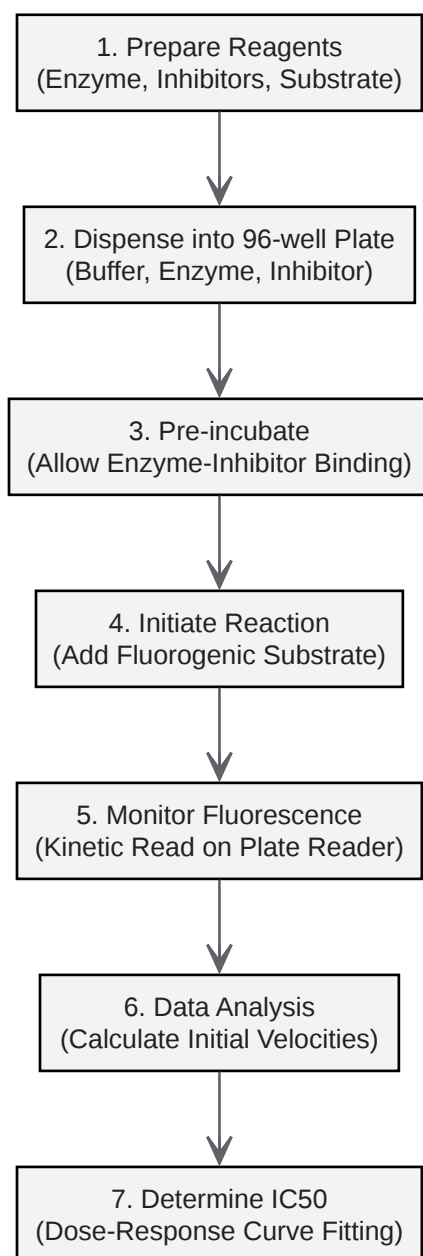 1. Prepare Reagents
(Enzyme, Inhibitors, Substrate)
2. Dispense into 96-well Plate
(Buffer, Enzyme, Inhibitor)
3. Pre-incubate
(Allow Enzyme-Inhibitor Binding)
4. Initiate Reaction
(Add Fluorogenic Substrate)
5. Monitor Fluorescence
(Kinetic Read on Plate Reader)
6. Data Analysis
(Calculate Initial Velocities)
7. Determine IC50
(Dose-Response Curve Fitting)